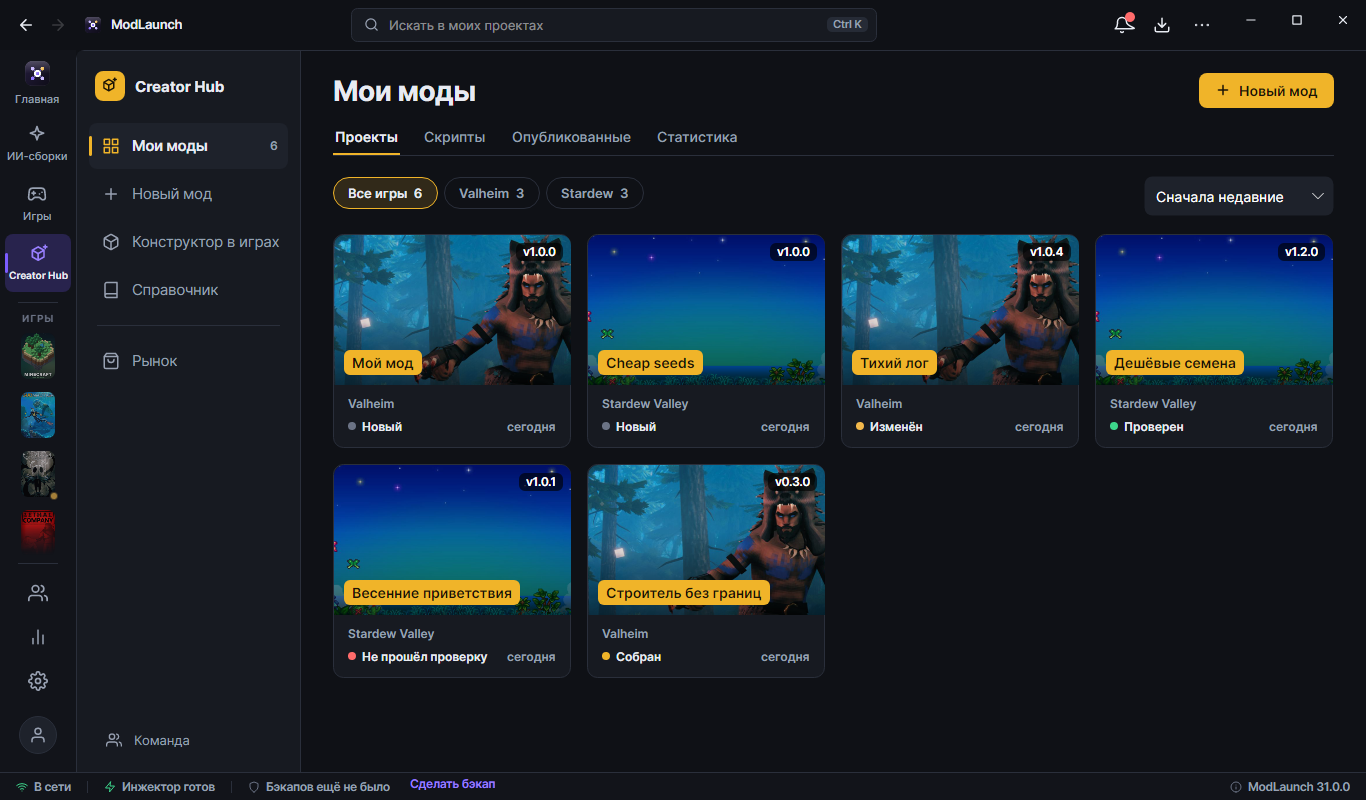 ModLaunch
Искать в моих проектах
Ctrl K
Главная
ИИ-сборки
Игры
Creator Hub
ИГРЫ
MINECRAFT
LETHAL
COMPANY
Creator Hub
Мои моды 6
Новый мод
Конструктор в играх
Справочник
Рынок
Команда
Мои моды
+ Новый мод
Проекты Скрипты Опубликованные Статистика
Все игры 6 Valheim 3 Stardew 3
Сначала недавние
v1.0.0
Мой мод
Valheim
Новый сегодня
v1.0.0
Cheap seeds
Stardew Valley
Новый сегодня
v1.0.4
Тихий лог
Valheim
Изменён сегодня
v1.2.0
Дешёвые семена
Stardew Valley
Проверен сегодня
v1.0.1
Весенние приветствия
Stardew Valley
Не прошёл проверку сегодня
v0.3.0
Строитель без границ
Valheim
Собран сегодня
В сети Инжектор готов Бэкапов ещё не было Сделать бэкап ModLaunch 31.0.0